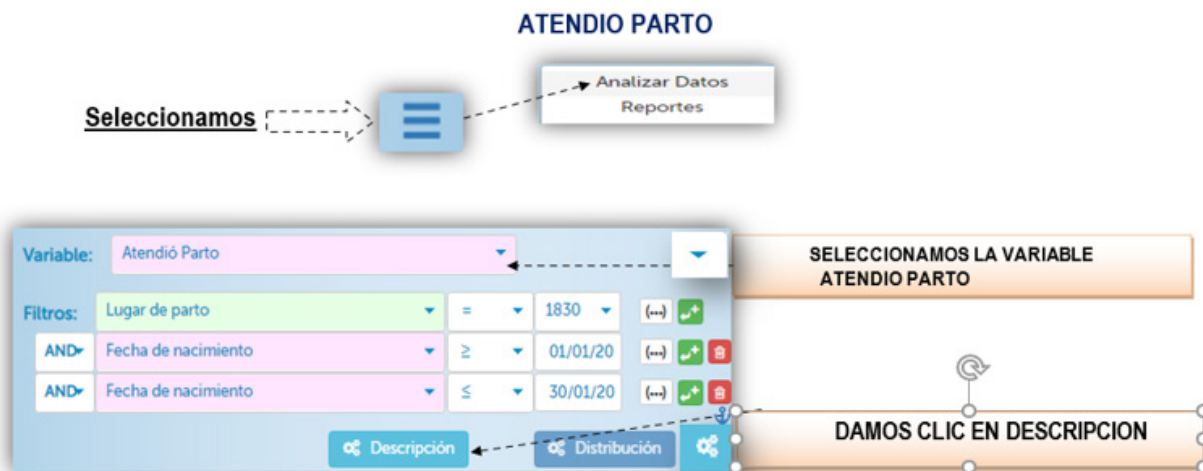 ATENDIO PARTO
Analizar Datos
Reportes
Seleccionamos
Variable: Atendió Parto
SELECCIONAMOS LA VARIABLE
ATENDIO PARTO
Filtros: Lugar de parto = 1830 (...)
AND Fecha de nacimiento ≥ 01/01/20 (...)
AND Fecha de nacimiento ≤ 30/01/20 (...)
DAMOS CLIC EN DESCRIPCION
Descripción Distribución